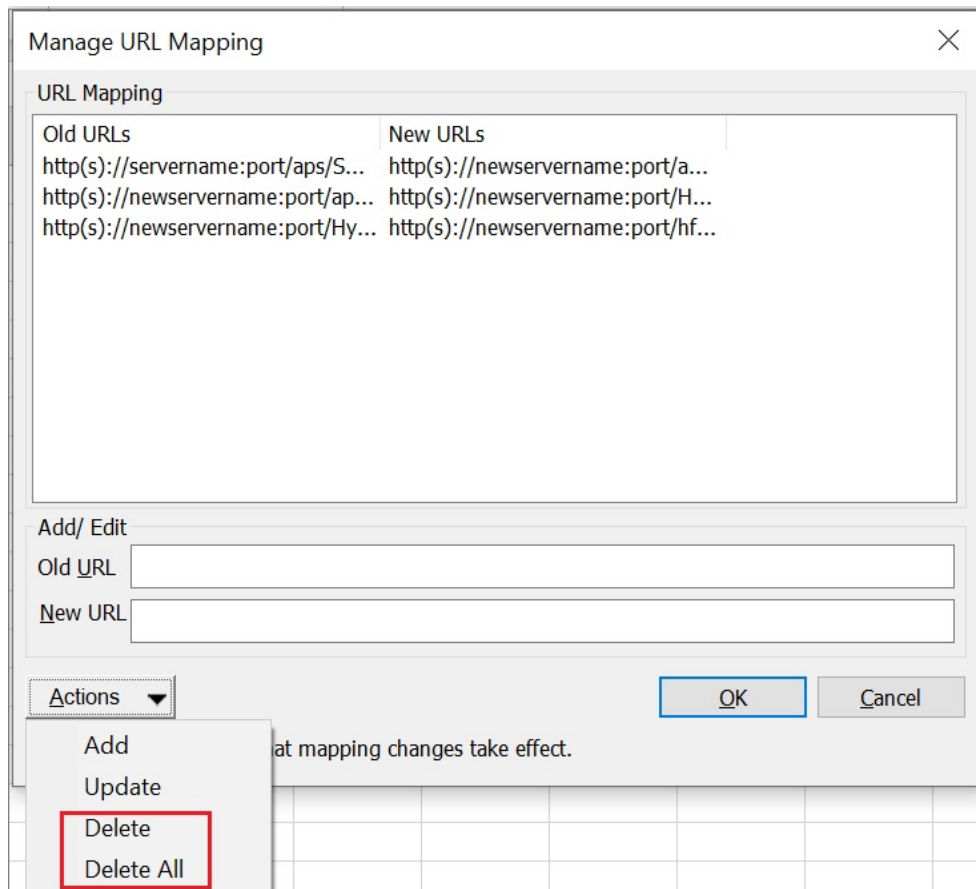 Manage URL Mapping
URL Mapping
Old URLs New URLs
http(s)://servername:port/aps/S... http(s)://newservername:port/a...
http(s)://newservername:port/ap... http(s)://newservername:port/H...
http(s)://newservername:port/Hy... http(s)://newservername:port/hf...
Add/ Edit
Old URL
New URL
Actions OK Cancel
at mapping changes take effect.
Add
Update
Delete
Delete All